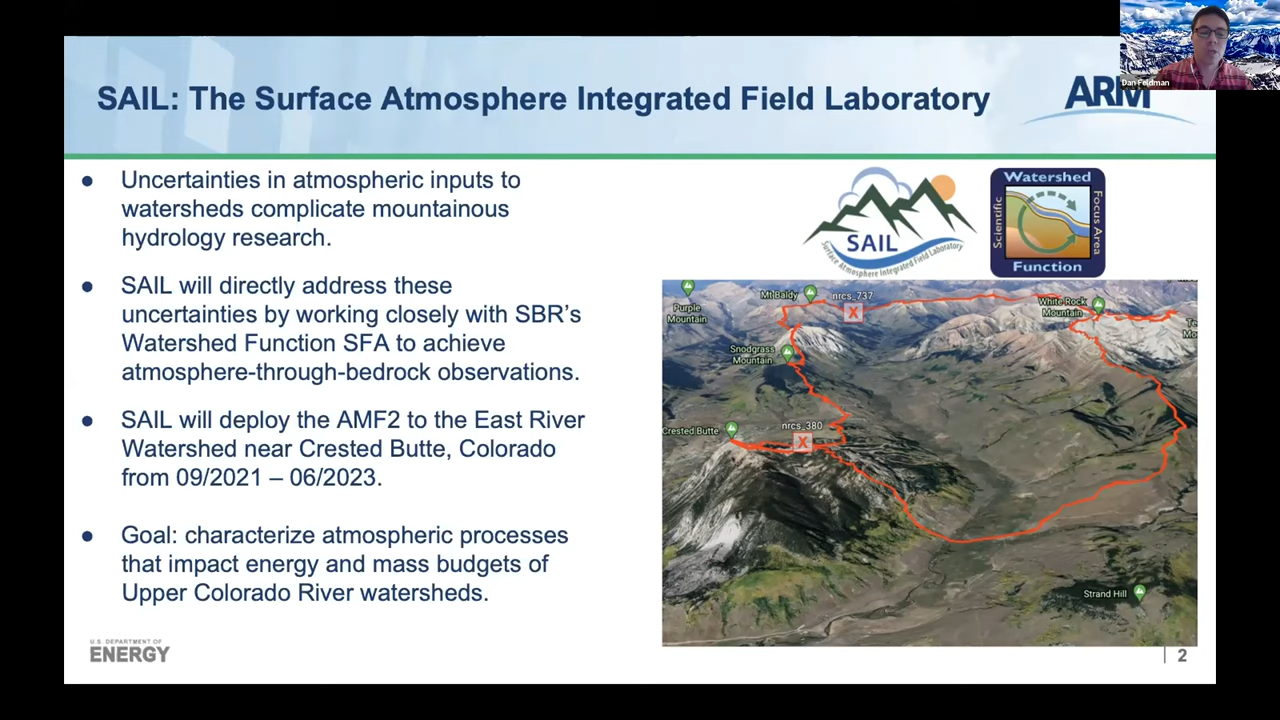 Dan Feldman
SAIL: The Surface Atmosphere Integrated Field Laboratory
ARM
● Uncertainties in atmospheric inputs to
watersheds complicate mountainous
hydrology research.
● SAIL will directly address these
uncertainties by working closely with SBR’s
Watershed Function SFA to achieve
atmosphere-through-bedrock observations.
● SAIL will deploy the AMF2 to the East River
Watershed near Crested Butte, Colorado
from 09/2021 – 06/2023.
● Goal: characterize atmospheric processes
that impact energy and mass budgets of
Upper Colorado River watersheds.
SAIL
Surface Atmosphere Integrated Field Laboratory
Watershed
Scientific
Focus Area
Function
Purple
Mountain
Mt Baldy
nrcs_737
X
White Rock
Mountain
Te
Mo
Snodgrass
Mountain
Crested Butte
nrcs_380
X
Strand Hill
U.S. DEPARTMENT OF
ENERGY
2